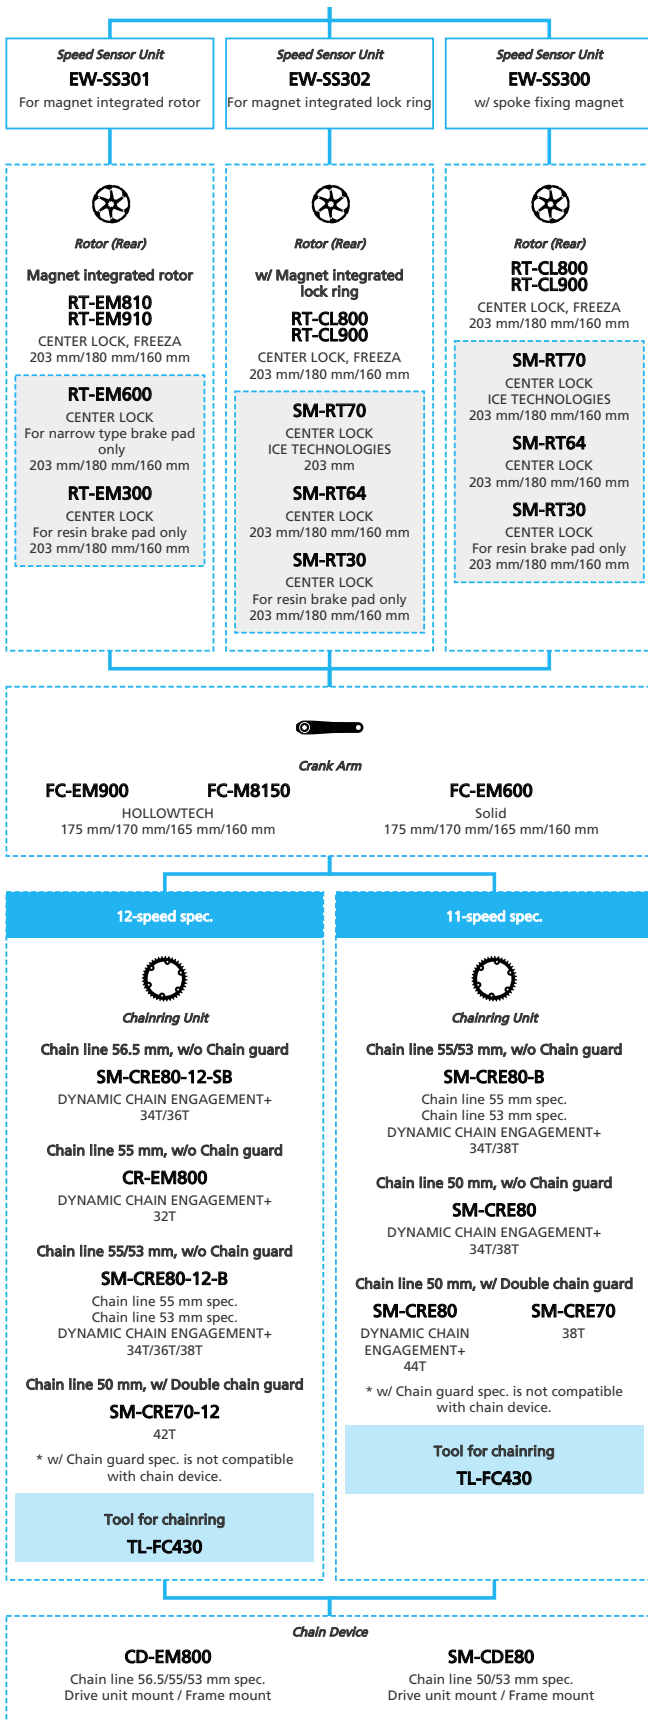 Speed Sensor Unit
EW-SS301
For magnet integrated rotor
Speed Sensor Unit
EW-SS302
For magnet integrated lock ring
Speed Sensor Unit
EW-SS300
w/ spoke fixing magnet
Rotor (Rear)
Magnet integrated rotor
RT-EM810
RT-EM910
CENTER LOCK, FREEZA
203 mm/180 mm/160 mm
RT-EM600
CENTER LOCK
For narrow type brake pad
only
203 mm/180 mm/160 mm
RT-EM300
CENTER LOCK
For resin brake pad only
203 mm/180 mm/160 mm
Rotor (Rear)
w/ Magnet integrated
lock ring
RT-CL800
RT-CL900
CENTER LOCK, FREEZA
203 mm/180 mm/160 mm
SM-RT70
CENTER LOCK
ICE TECHNOLOGIES
203 mm
SM-RT64
CENTER LOCK
203 mm/180 mm/160 mm
SM-RT30
CENTER LOCK
For resin brake pad only
203 mm/180 mm/160 mm
Rotor (Rear)
RT-CL800
RT-CL900
CENTER LOCK, FREEZA
203 mm/180 mm/160 mm
SM-RT70
CENTER LOCK
ICE TECHNOLOGIES
203 mm/180 mm/160 mm
SM-RT64
CENTER LOCK
203 mm/180 mm/160 mm
SM-RT30
CENTER LOCK
For resin brake pad only
203 mm/180 mm/160 mm
Crank Arm
FC-EM900 FC-M8150
HOLLOWTECH
175 mm/170 mm/165 mm/160 mm
FC-EM600
Solid
175 mm/170 mm/165 mm/160 mm
12-speed spec.
Chainring Unit
Chain line 56.5 mm, w/o Chain guard
SM-CRE80-12-SB
DYNAMIC CHAIN ENGAGEMENT+
34T/36T
Chain line 55 mm, w/o Chain guard
CR-EM800
DYNAMIC CHAIN ENGAGEMENT+
32T
Chain line 55/53 mm, w/o Chain guard
SM-CRE80-12-B
Chain line 55 mm spec.
Chain line 53 mm spec.
DYNAMIC CHAIN ENGAGEMENT+
34T/36T/38T
Chain line 50 mm, w/ Double chain guard
SM-CRE70-12
42T
* w/ Chain guard spec. is not compatible
with chain device.
Tool for chainring
TL-FC430
11-speed spec.
Chainring Unit
Chain line 55/53 mm, w/o Chain guard
SM-CRE80-B
Chain line 55 mm spec.
Chain line 53 mm spec.
DYNAMIC CHAIN ENGAGEMENT+
34T/38T
Chain line 50 mm, w/o Chain guard
SM-CRE80
DYNAMIC CHAIN ENGAGEMENT+
34T/38T
Chain line 50 mm, w/ Double chain guard
SM-CRE80
DYNAMIC CHAIN
ENGAGEMENT+
44T
SM-CRE70
38T
* w/ Chain guard spec. is not compatible
with chain device.
Tool for chainring
TL-FC430
Chain Device
CD-EM800
Chain line 56.5/55/53 mm spec.
Drive unit mount / Frame mount
SM-CDE80
Chain line 50/53 mm spec.
Drive unit mount / Frame mount